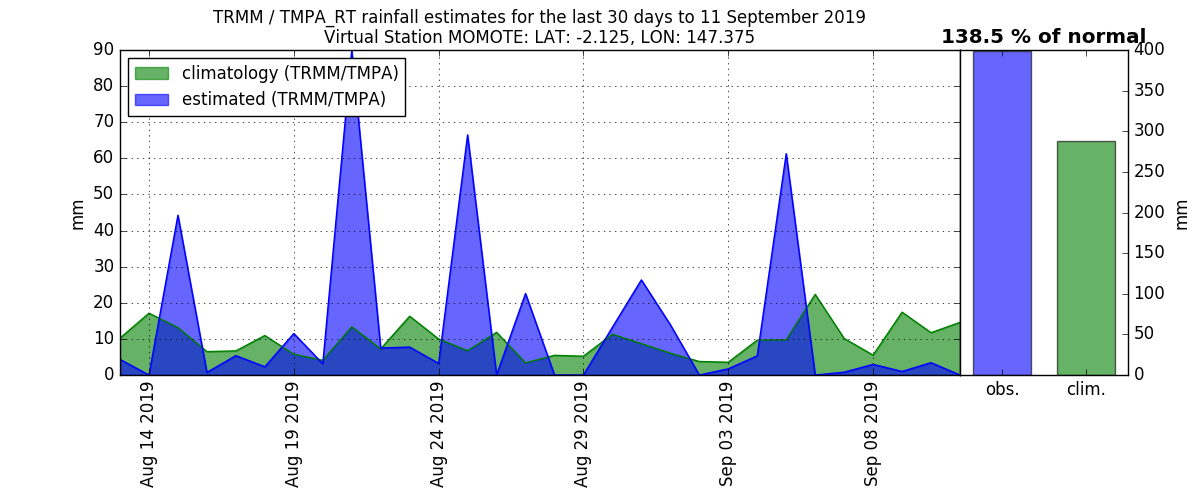 TRMM / TMPA_RT rainfall estimates for the last 30 days to 11 September 2019
Virtual Station MOMOTE: LAT: -2.125, LON: 147.375
138.5 % of normal
climatology (TRMM/TMPA)
estimated (TRMM/TMPA)
mm
90
80
70
60
50
40
30
20
10
0
Aug 14 2019
Aug 19 2019
Aug 24 2019
Aug 29 2019
Sep 03 2019
Sep 08 2019
obs.
clim.
400
350
300
250
200
150
100
50
0
mm